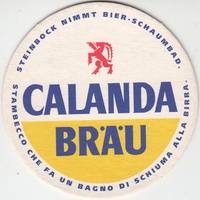 STEINBOCK NIMMT BIER-SCHAUMBAD.
CALANDA
BRÄU
STAMBECCO CHE FA UN BAGNO DI SCHIUMA ALLA BIRRA.